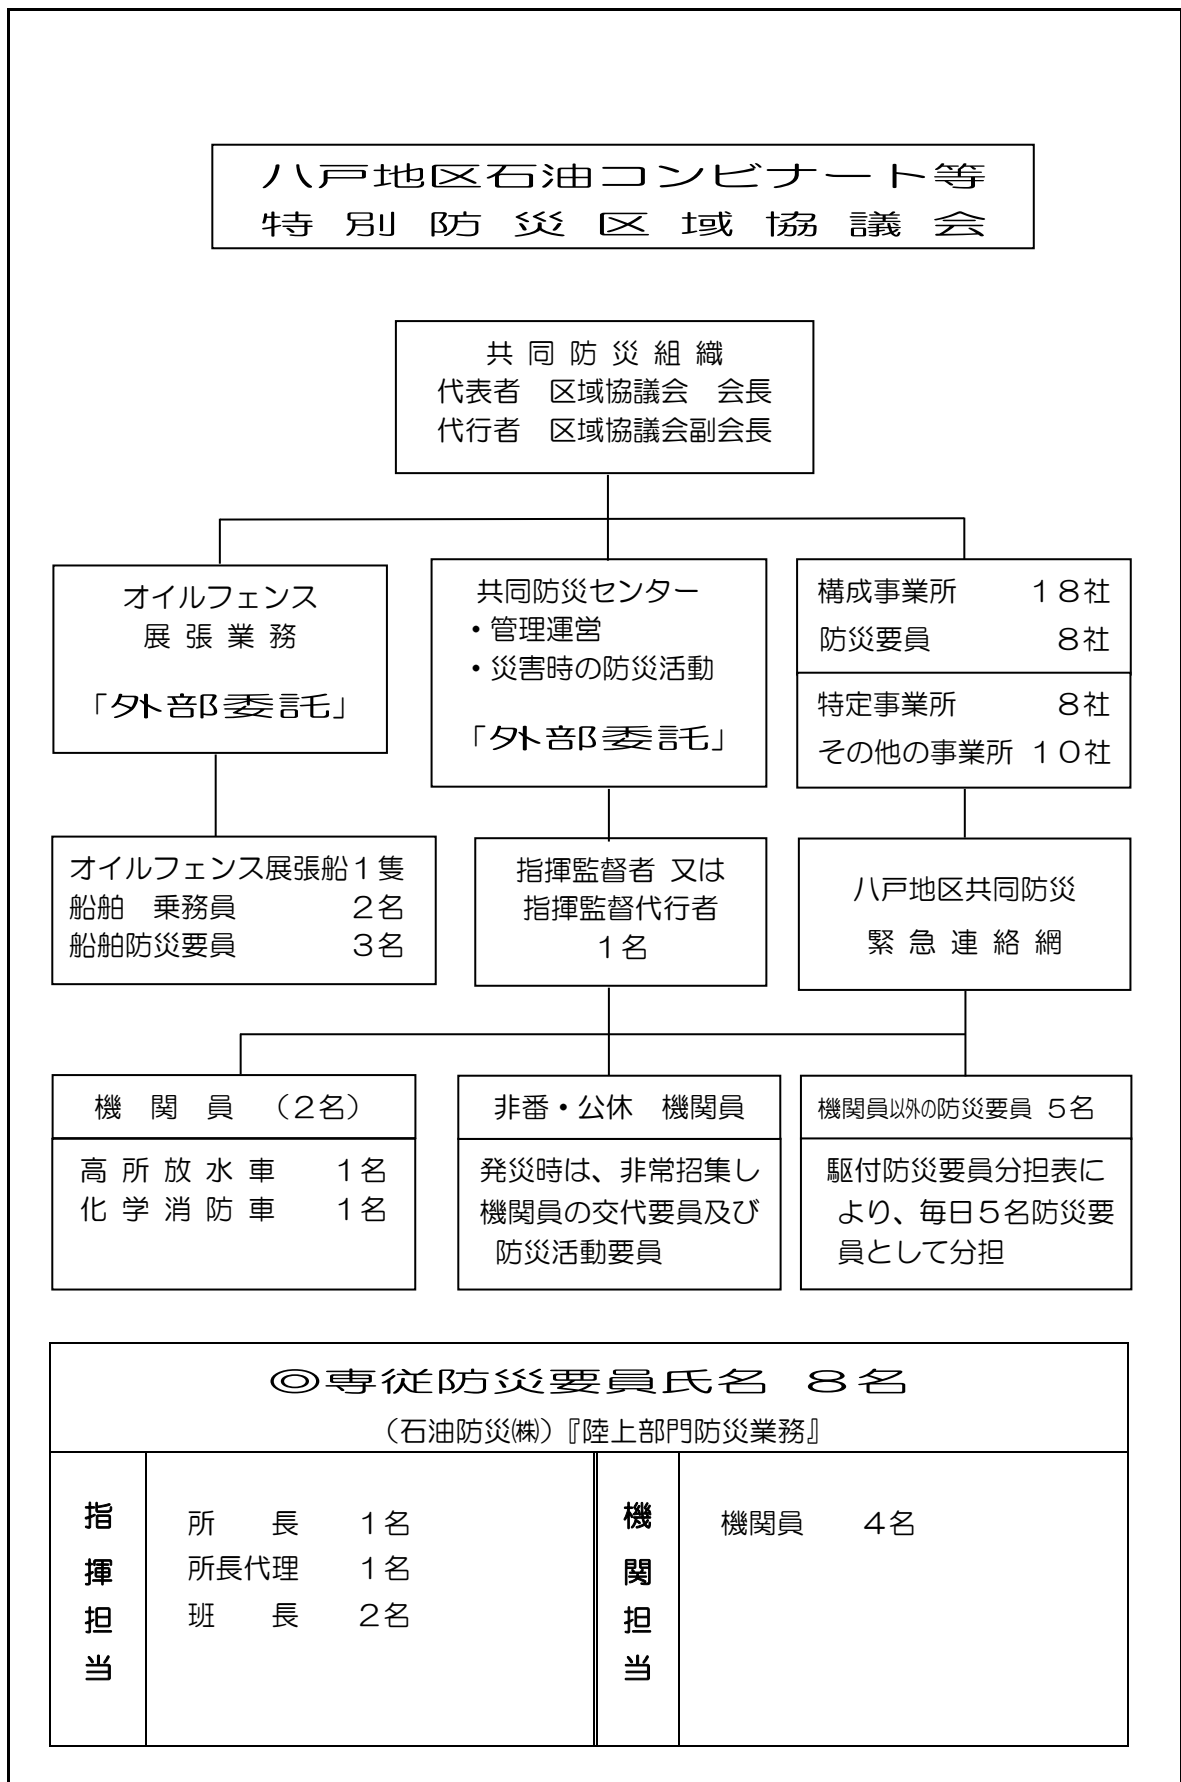 八戸地区石油コンビナート等
特別防災区域協議会
共同防災組織
代表者　区域協議会　会長
代行者　区域協議会副会長
オイルフェンス
展張業務
「外部委託」
共同防災センター
・管理運営
・災害時の防災活動
「外部委託」
構成事業所　１８社
防災要員　８社
特定事業所　８社
その他の事業所　１０社
オイルフェンス展張船１隻
船舶　乗務員　２名
船舶防災要員　３名
指揮監督者 又は
指揮監督代行者
１名
八戸地区共同防災
緊急連絡網
機　関　員　（２名）
高所放水車　１名
化学消防車　１名
非番・公休　機関員
発災時は、非常招集し
機関員の交代要員及び
防災活動要員
機関員以外の防災要員 ５名
駆付防災要員分担表に
より、毎日５名防災要
員として分担
◎専従防災要員氏名　８名
（石油防災㈱）『陸上部門防災業務』
指揮担当
所　　長　１名
所長代理　１名
班　　長　２名
機関担当
機関員　４名